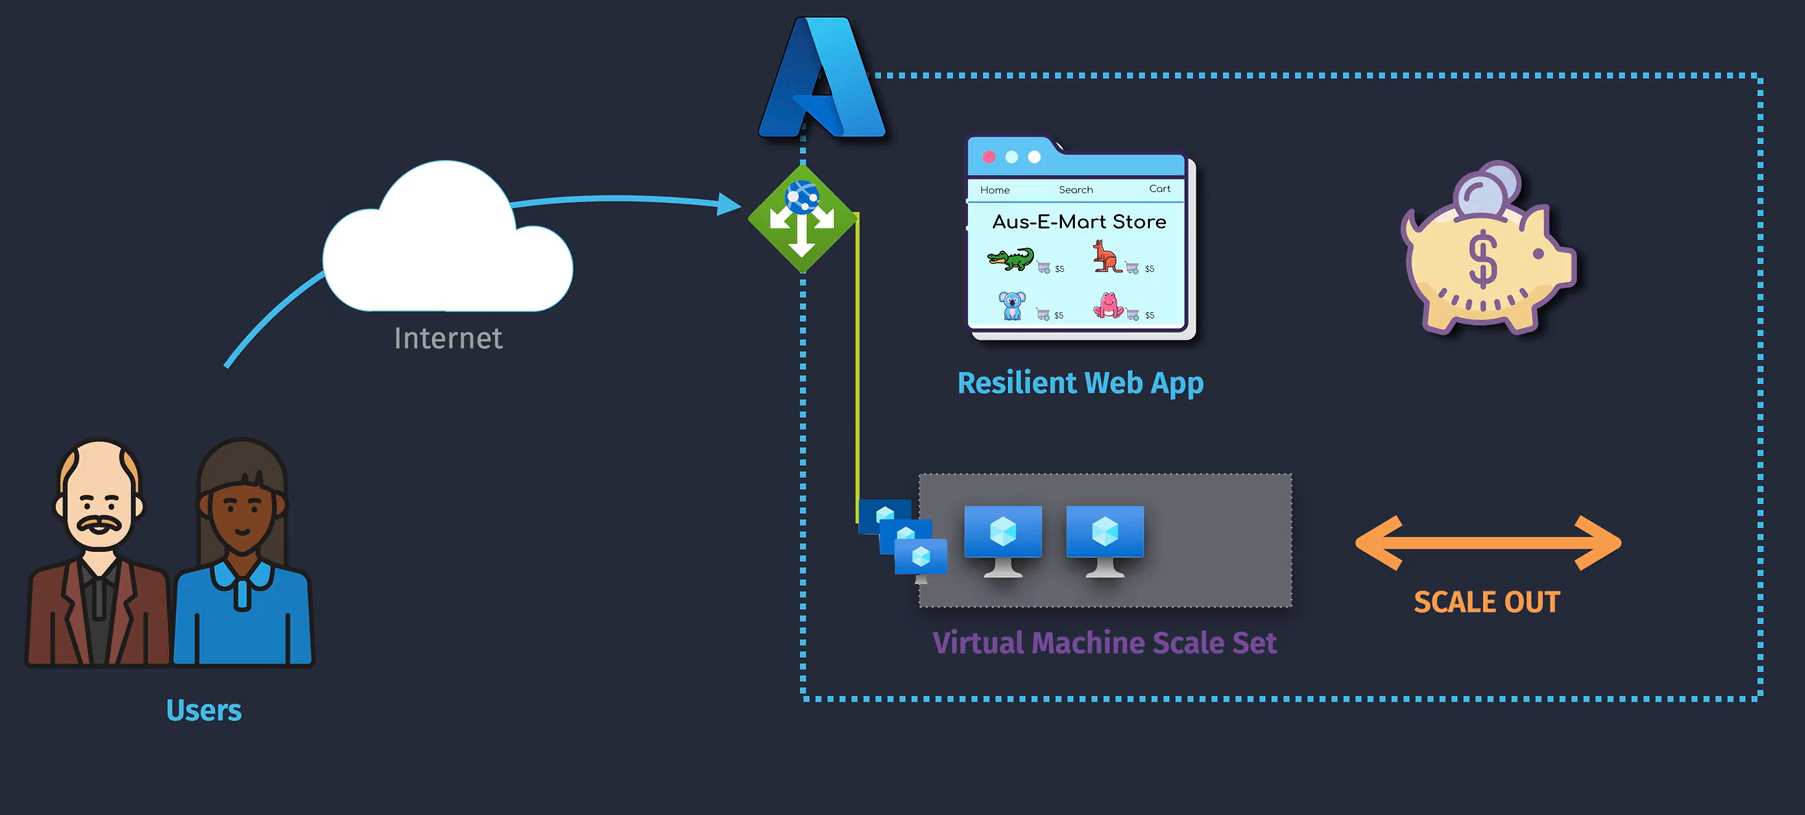 Internet
Users
Home Search Cart
Aus-E-Mart Store
$5 $5
$5 $5
Resilient Web App
$
Virtual Machine Scale Set
SCALE OUT